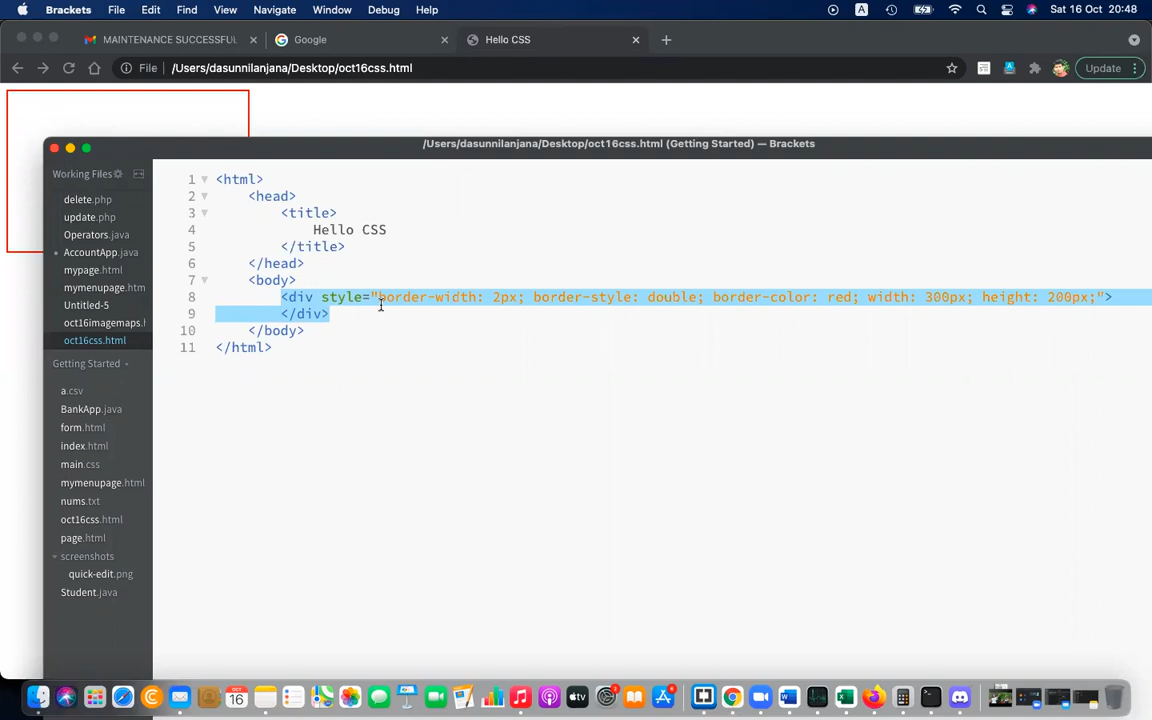 Brackets File Edit Find View Navigate Window Debug Help A Sat 16 Oct 20:48
MAINTENANCE SUCCESSFUL Google Hello CSS
File /Users/dasunnilanjana/Desktop/oct16css.html Update
/Users/dasunnilanjana/Desktop/oct16css.html (Getting Started) — Brackets
Working Files
delete.php
update.php
Operators.java
AccountApp.java
mypage.html
mymenupage.htm
Untitled-5
oct16imagemaps.h
oct16css.html
Getting Started
a.csv
BankApp.java
form.html
index.html
main.css
mymenupage.html
nums.txt
oct16css.html
page.html
screenshots
quick-edit.png
Student.java
1 <html>
2 <head>
3 <title>
4 Hello CSS
5 </title>
6 </head>
7 <body>
8 <div style="border-width: 2px; border-style: double; border-color: red; width: 300px; height: 200px;">
9 </div>
10 </body>
11 </html>
OCT
16